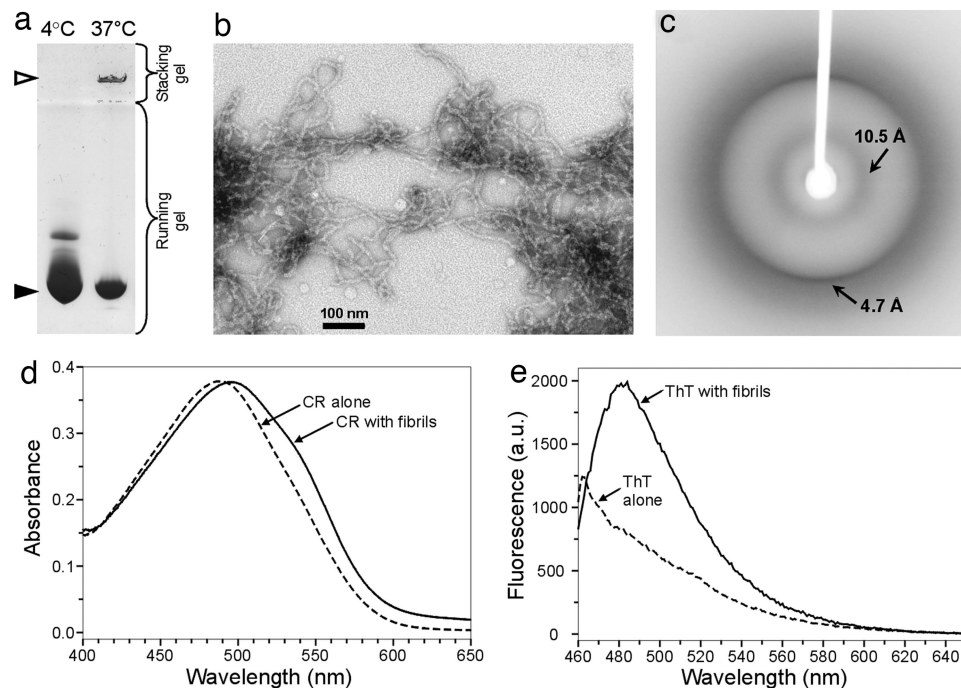 a
4°C 37°C
Stacking
gel
Running
gel
b
100 nm
c
10.5 Å
4.7 Å
d
0.4
0.3
0.2
0.1
0.0
Absorbance
CR alone
CR with fibrils
400 450 500 550 600 650
Wavelength (nm)
e
2000
1500
1000
500
0
Fluorescence (a.u.)
ThT with fibrils
ThT
alone
460 480 500 520 540 560 580 600 620 640
Wavelength (nm)